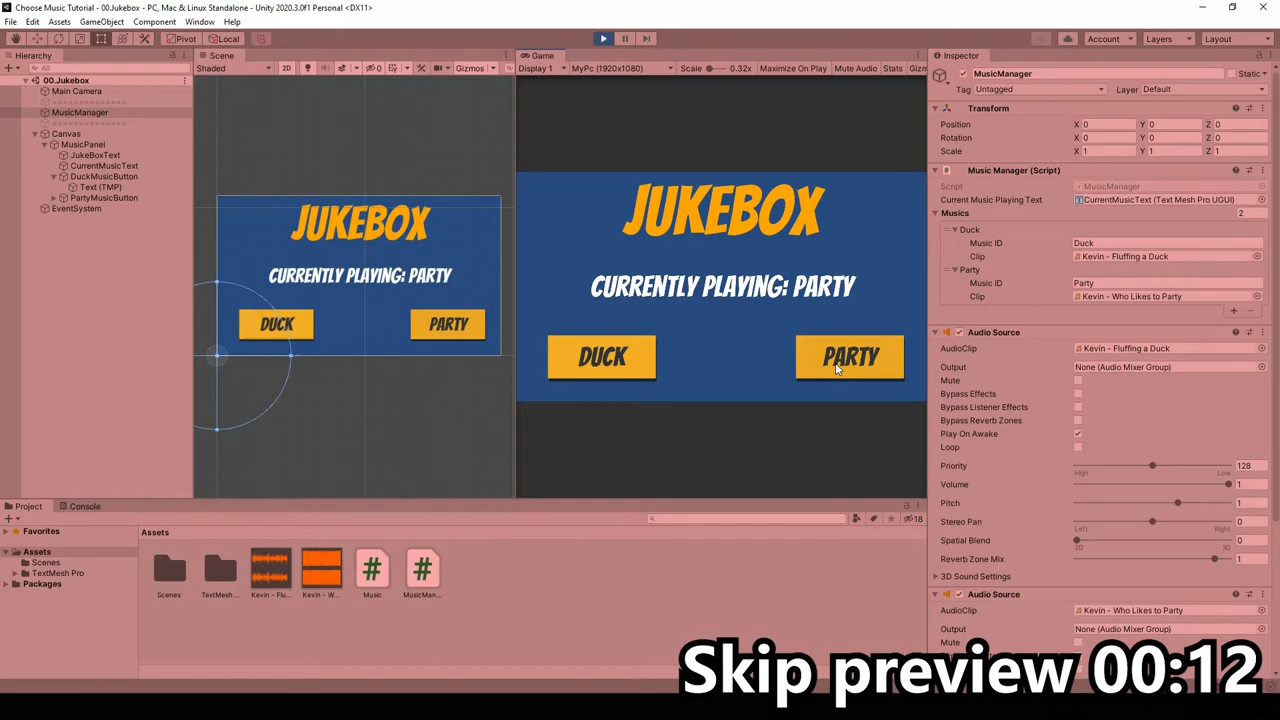 Choose Music Tutorial - 00.Jukebox - PC, Mac & Linux Standalone - Unity 2020.3.0f1 Personal <DX11>
File Edit Assets GameObject Component Window Help
Pivot Local Account Layers Layout
Hierarchy
All
00.Jukebox
Main Camera
MusicManager
Canvas
MusicPanel
JukeBoxText
CurrentMusicText
DuckMusicButton
Text (TMP)
PartyMusicButton
EventSystem
Scene
Shaded 2D 0 Gizmos
JUKEBOX
CURRENTLY PLAYING: PARTY
DUCK PARTY
Game
Display 1 MyPc (1920x1080) Scale 0.32x Maximize On Play Mute Audio Stats Gizmos
JUKEBOX
CURRENTLY PLAYING: PARTY
DUCK PARTY
Inspector
MusicManager Static
Tag Untagged Layer Default
Transform
Position X 0 Y 0 Z 0
Rotation X 0 Y 0 Z 0
Scale X 1 Y 1 Z 1
Music Manager (Script)
Script MusicManager
Current Music Playing Text CurrentMusicText (Text Mesh Pro UGUI)
Musics 2
Duck
Music ID Duck
Clip Kevin - Fluffing a Duck
Party
Music ID Party
Clip Kevin - Who Likes to Party
Audio Source
AudioClip Kevin - Fluffing a Duck
Output None (Audio Mixer Group)
Mute
Bypass Effects
Bypass Listener Effects
Bypass Reverb Zones
Play On Awake
Loop
Priority 128
High Low
Volume 1
Pitch 1
Stereo Pan 0
Left Right
Spatial Blend 0
2D 3D
Reverb Zone Mix 1
3D Sound Settings
Audio Source
AudioClip Kevin - Who Likes to Party
Output None (Audio Mixer Group)
Mute
Project Console
18
Favorites
Assets
Scenes
TextMesh Pro
Packages
Assets
Scenes TextMesh ... Kevin - Flu... Kevin - W... Music MusicMan...
Skip preview 00:12